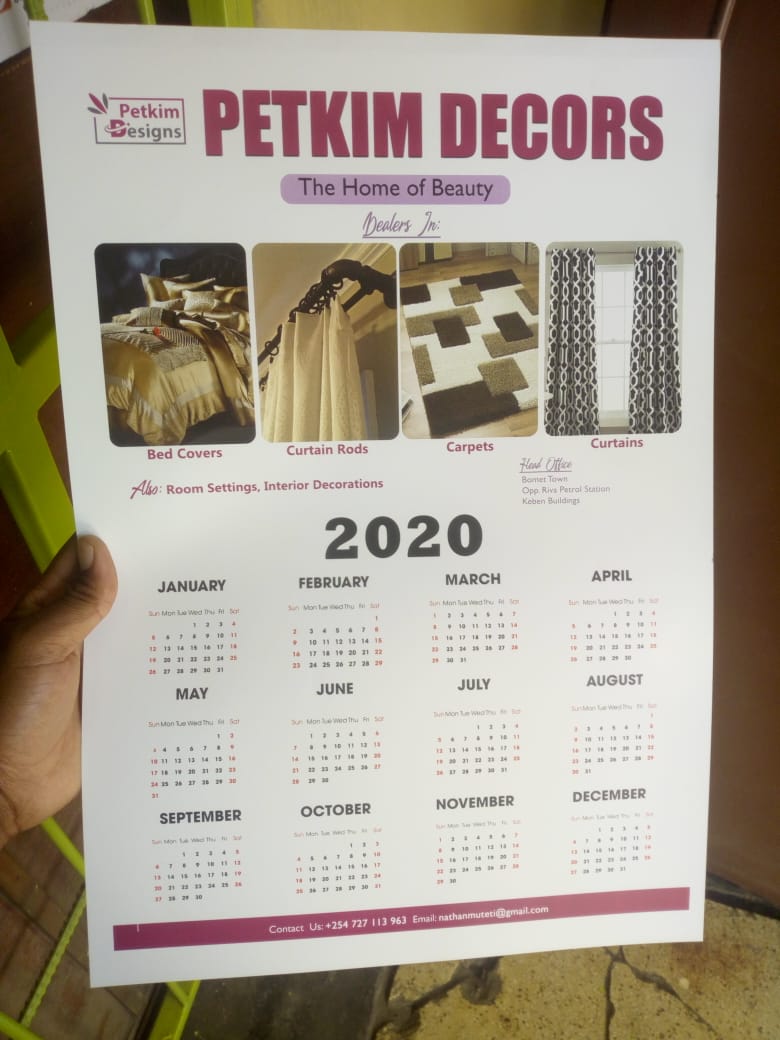 Petkim
Designs
PETKIM DECORS
The Home of Beauty
Dealers In:
Bed Covers
Curtain Rods
Carpets
Curtains
Also: Room Settings, Interior Decorations
Head Office
Bomet Town
Opp. Riva Petrol Station
Keben Buildings
2020
JANUARY
Sun Mon Tue Wed Thu Fri Sat
1 2 3 4
5 6 7 8 9 10 11
12 13 14 15 16 17 18
19 20 21 22 23 24 25
26 27 28 29 30 31
FEBRUARY
Sun Mon Tue Wed Thu Fri Sat
1
2 3 4 5 6 7 8
9 10 11 12 13 14 15
16 17 18 19 20 21 22
23 24 25 26 27 28 29
MARCH
Sun Mon Tue Wed Thu Fri Sat
1 2 3 4 5 6 7
8 9 10 11 12 13 14
15 16 17 18 19 20 21
22 23 24 25 26 27 28
29 30 31
APRIL
Sun Mon Tue Wed Thu Fri Sat
1 2 3 4
5 6 7 8 9 10 11
12 13 14 15 16 17 18
19 20 21 22 23 24 25
26 27 28 29 30
MAY
Sun Mon Tue Wed Thu Fri Sat
1 2
3 4 5 6 7 8 9
10 11 12 13 14 15 16
17 18 19 20 21 22 23
24 25 26 27 28 29 30
31
JUNE
Sun Mon Tue Wed Thu Fri Sat
1 2 3 4 5 6
7 8 9 10 11 12 13
14 15 16 17 18 19 20
21 22 23 24 25 26 27
28 29 30
JULY
Sun Mon Tue Wed Thu Fri Sat
1 2 3 4
5 6 7 8 9 10 11
12 13 14 15 16 17 18
19 20 21 22 23 24 25
26 27 28 29 30 31
AUGUST
Sun Mon Tue Wed Thu Fri Sat
1
2 3 4 5 6 7 8
9 10 11 12 13 14 15
16 17 18 19 20 21 22
23 24 25 26 27 28 29
30 31
SEPTEMBER
Sun Mon Tue Wed Thu Fri Sat
1 2 3 4 5
6 7 8 9 10 11 12
13 14 15 16 17 18 19
20 21 22 23 24 25 26
27 28 29 30
OCTOBER
Sun Mon Tue Wed Thu Fri Sat
1 2 3
4 5 6 7 8 9 10
11 12 13 14 15 16 17
18 19 20 21 22 23 24
25 26 27 28 29 30 31
NOVEMBER
Sun Mon Tue Wed Thu Fri Sat
1 2 3 4 5 6 7
8 9 10 11 12 13 14
15 16 17 18 19 20 21
22 23 24 25 26 27 28
29 30
DECEMBER
Sun Mon Tue Wed Thu Fri Sat
1 2 3 4 5
6 7 8 9 10 11 12
13 14 15 16 17 18 19
20 21 22 23 24 25 26
27 28 29 30 31
Contact Us: +254 727 113 963 Email: nathanmuteti@gmail.com